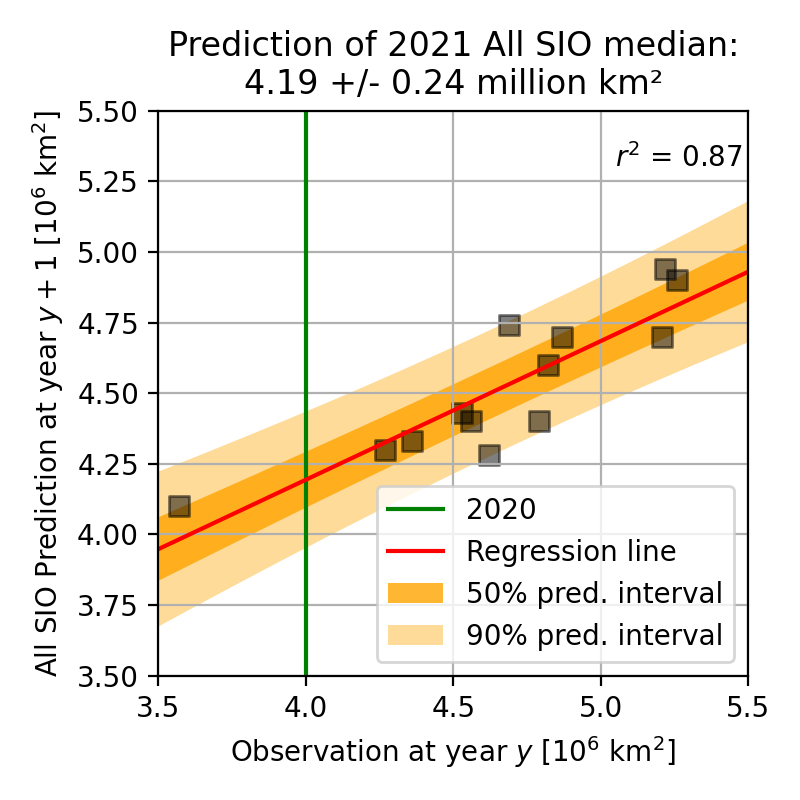 Prediction of 2021 All SIO median:
4.19 +/- 0.24 million km²
r² = 0.87
All SIO Prediction at year y + 1 [10⁶ km²]
5.50
5.25
5.00
4.75
4.50
4.25
4.00
3.75
3.50
2020
Regression line
50% pred. interval
90% pred. interval
3.5 4.0 4.5 5.0 5.5
Observation at year y [10⁶ km²]